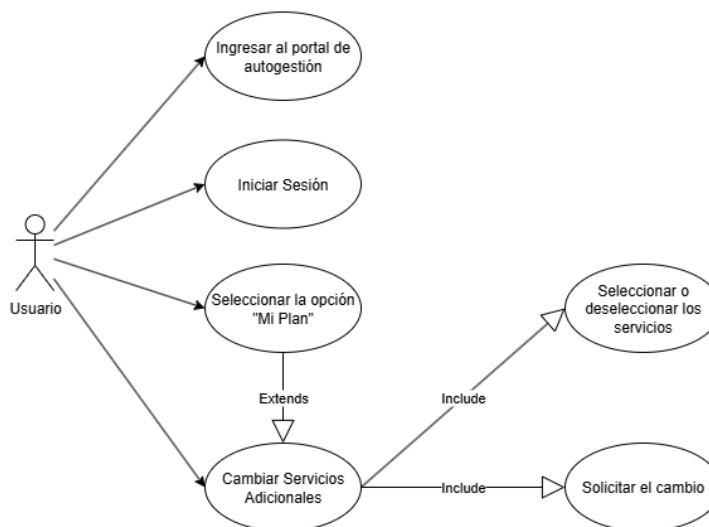 Ingresar al portal de
autogestión
Iniciar Sesión
Usuario
Seleccionar la opción
"Mi Plan"
Seleccionar o
deseleccionar los
servicios
Extends
Include
Cambiar Servicios
Adicionales
Include
Solicitar el cambio